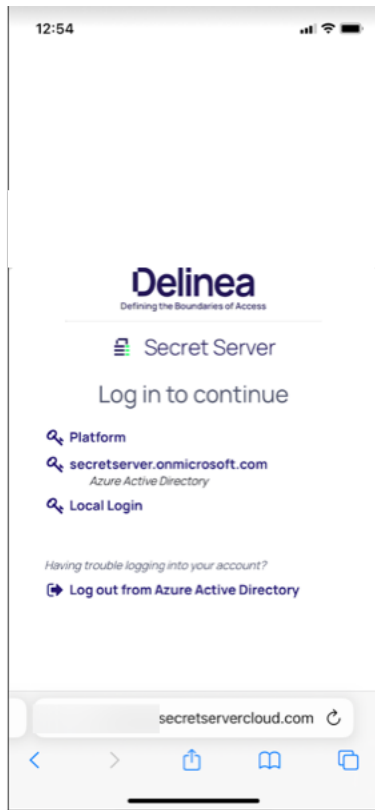 12:54
Delinea
Defining the Boundaries of Access
Secret Server
Log in to continue
Platform
secretserver.onmicrosoft.com
Azure Active Directory
Local Login
Having trouble logging into your account?
Log out from Azure Active Directory
secretservercloud.com